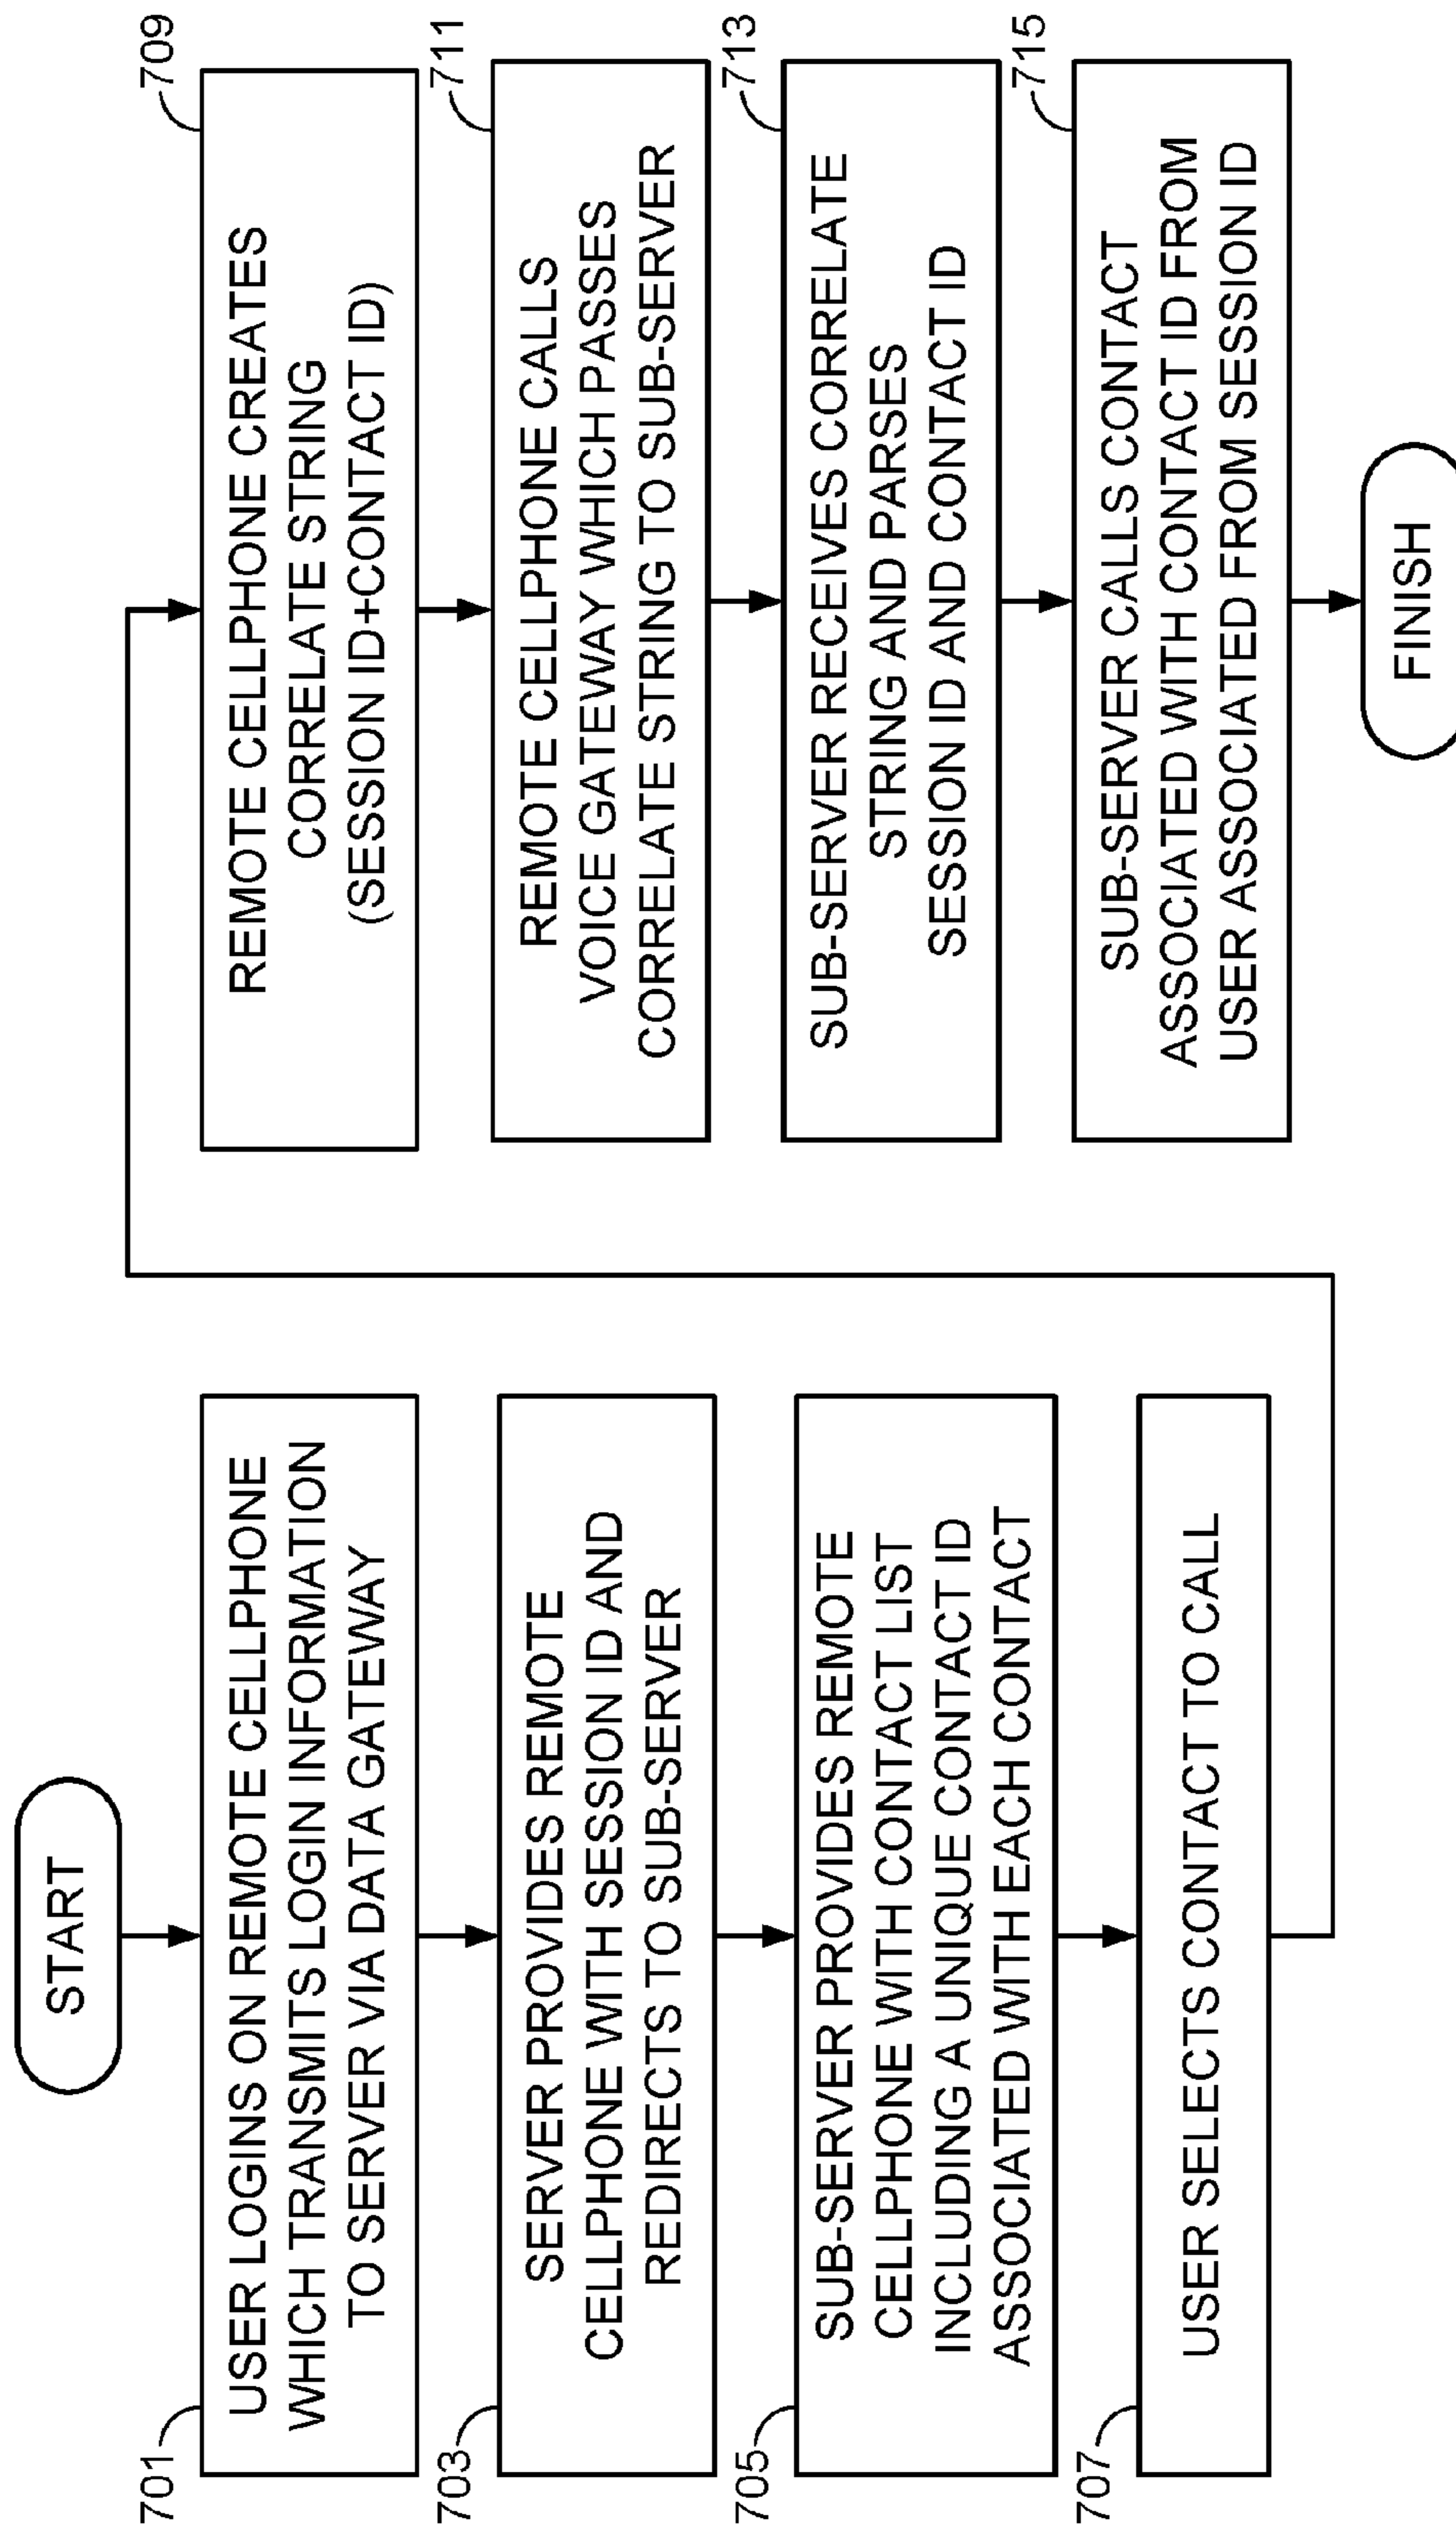 START
701
USER LOGINS ON REMOTE CELLPHONE
WHICH TRANSMITS LOGIN INFORMATION
TO SERVER VIA DATA GATEWAY
703
SERVER PROVIDES REMOTE
CELLPHONE WITH SESSION ID AND
REDIRECTS TO SUB-SERVER
705
SUB-SERVER PROVIDES REMOTE
CELLPHONE WITH CONTACT LIST
INCLUDING A UNIQUE CONTACT ID
ASSOCIATED WITH EACH CONTACT
707
USER SELECTS CONTACT TO CALL
709
REMOTE CELLPHONE CREATES
CORRELATE STRING
(SESSION ID+CONTACT ID)
711
REMOTE CELLPHONE CALLS
VOICE GATEWAY WHICH PASSES
CORRELATE STRING TO SUB-SERVER
713
SUB-SERVER RECEIVES CORRELATE
STRING AND PARSES
SESSION ID AND CONTACT ID
715
SUB-SERVER CALLS CONTACT
ASSOCIATED WITH CONTACT ID FROM
USER ASSOCIATED FROM SESSION ID
FINISH